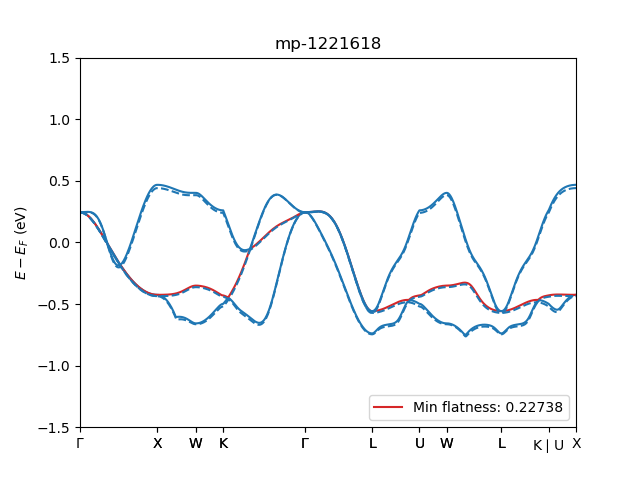 mp-1221618
1.5
1.0
0.5
0.0
−0.5
−1.0
−1.5
E − E_F (eV)
Min flatness: 0.22738
Γ X W K Γ L U W L K | U X